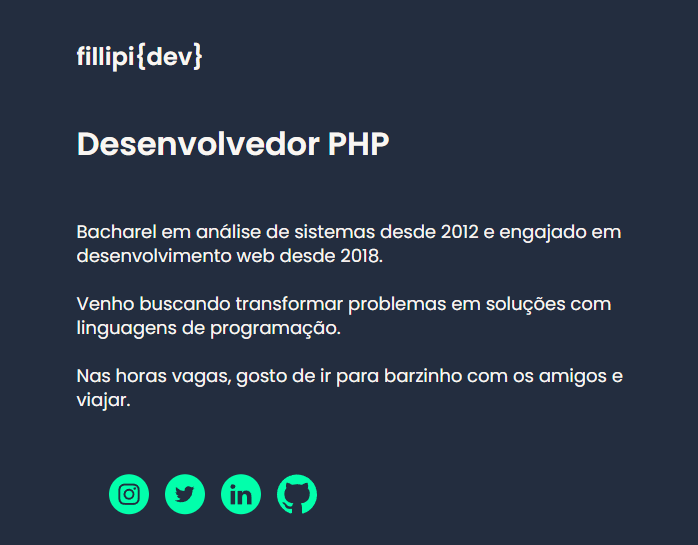 fillipi{dev}
Desenvolvedor PHP
Bacharel em análise de sistemas desde 2012 e engajado em
desenvolvimento web desde 2018.
Venho buscando transformar problemas em soluções com
linguagens de programação.
Nas horas vagas, gosto de ir para barzinho com os amigos e
viajar.